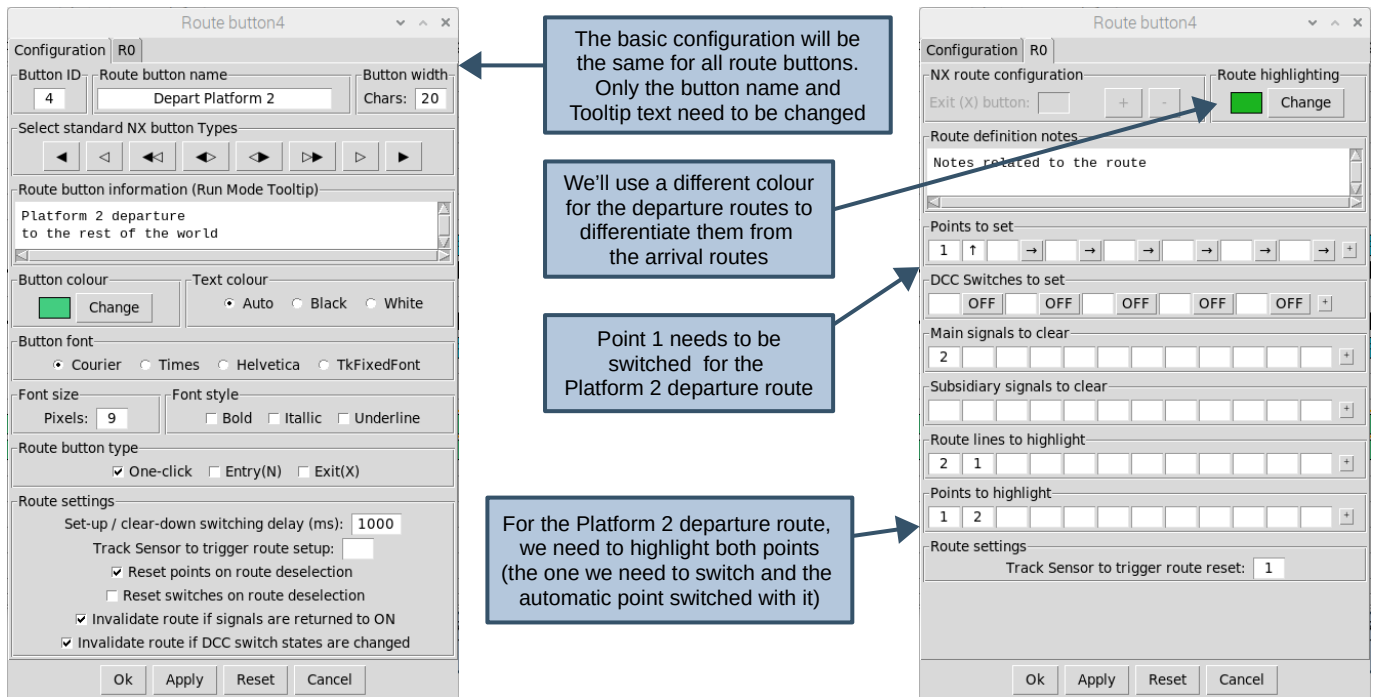 Route button4
Configuration R0
Button ID Route button name Button width
4 Depart Platform 2 Chars: 20
Select standard NX button Types
Route button information (Run Mode Tooltip)
Platform 2 departure
to the rest of the world
Button colour Text colour
Change Auto Black White
Button font
Courier Times Helvetica TkFixedFont
Font size Font style
Pixels: 9 Bold Itallic Underline
Route button type
One-click Entry(N) Exit(X)
Route settings
Set-up / clear-down switching delay (ms): 1000
Track Sensor to trigger route setup:
Reset points on route deselection
Reset switches on route deselection
Invalidate route if signals are returned to ON
Invalidate route if DCC switch states are changed
Ok Apply Reset Cancel
The basic configuration will be
the same for all route buttons.
Only the button name and
Tooltip text need to be changed
We'll use a different colour
for the departure routes to
differentiate them from
the arrival routes
Point 1 needs to be
switched for the
Platform 2 departure route
For the Platform 2 departure route,
we need to highlight both points
(the one we need to switch and the
automatic point switched with it)
Route button4
Configuration R0
NX route configuration Route highlighting
Exit (X) button: + - Change
Route definition notes
Notes related to the route
Points to set
1 ↑ → → → → → → +
DCC Switches to set
OFF OFF OFF OFF OFF +
Main signals to clear
2 +
Subsidiary signals to clear
+
Route lines to highlight
2 1 +
Points to highlight
1 2 +
Route settings
Track Sensor to trigger route reset: 1
Ok Apply Reset Cancel